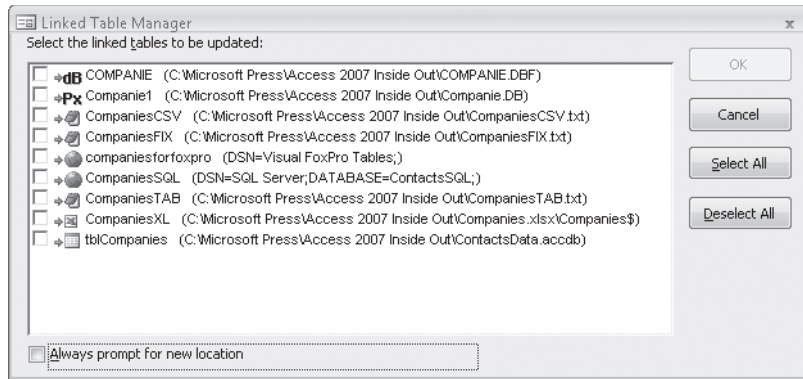 Linked Table Manager
Select the linked tables to be updated:
dB COMPANIE (C:\Microsoft Press\Access 2007 Inside Out\COMPANIE.DBF)
Px Companie1 (C:\Microsoft Press\Access 2007 Inside Out\Companie.DB)
CompaniesCSV (C:\Microsoft Press\Access 2007 Inside Out\CompaniesCSV.txt)
CompaniesFIX (C:\Microsoft Press\Access 2007 Inside Out\CompaniesFIX.txt)
companiesforfoxpro (DSN=Visual FoxPro Tables;)
CompaniesSQL (DSN=SQL Server;DATABASE=ContactsSQL;)
CompaniesTAB (C:\Microsoft Press\Access 2007 Inside Out\CompaniesTAB.txt)
CompaniesXL (C:\Microsoft Press\Access 2007 Inside Out\Companies.xlsx\Companies$)
tblCompanies (C:\Microsoft Press\Access 2007 Inside Out\ContactsData.accdb)
Always prompt for new location
OK
Cancel
Select All
Deselect All